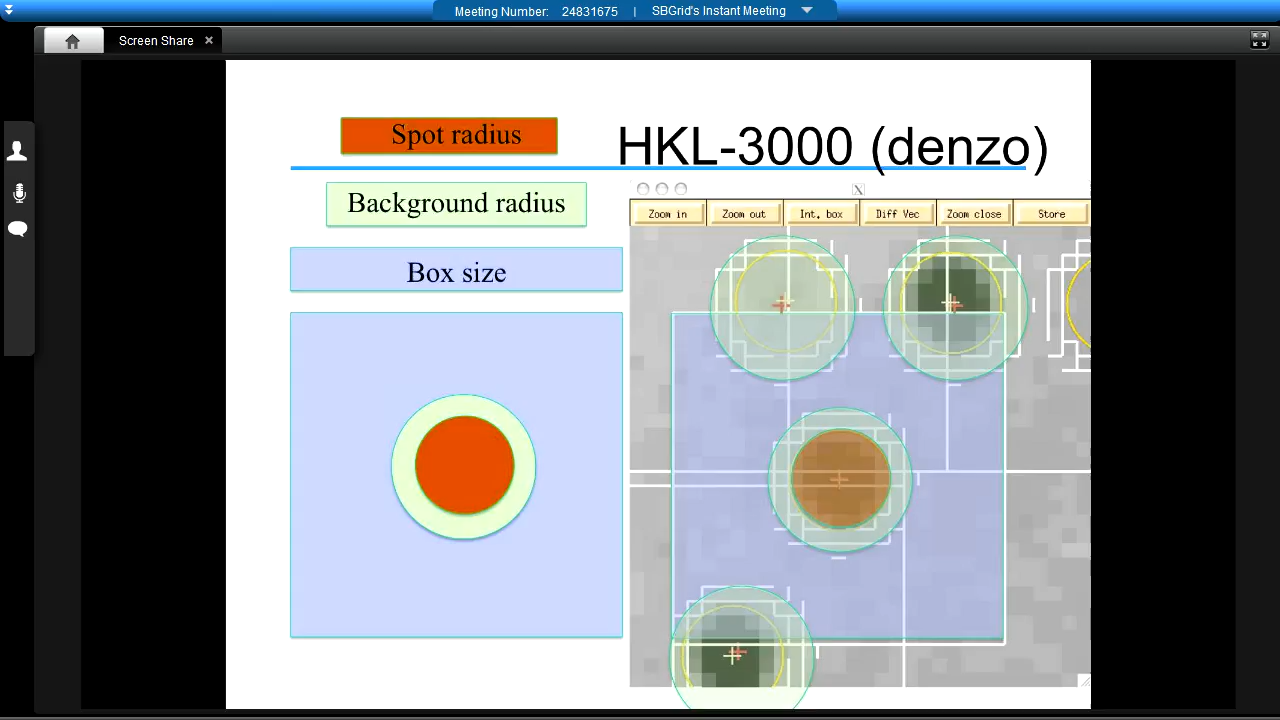 Meeting Number: 24831675 | SBGrid's Instant Meeting
Screen Share
Spot radius
HKL-3000 (denzo)
Background radius
X
Zoom in Zoom out Int. box Diff Vec Zoom close Store
Box size